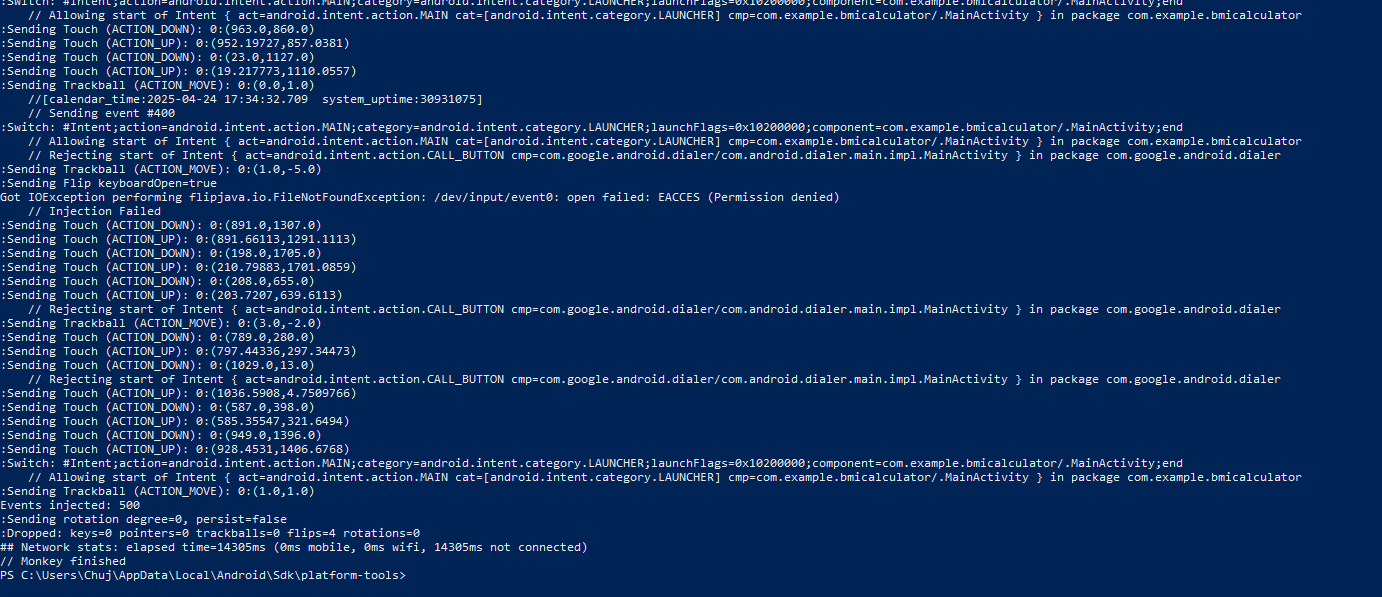 :Switch: #Intent;action=android.intent.action.MAIN;category=android.intent.category.LAUNCHER;launchFlags=0x10200000;component=com.example.bmicalculator/.MainActivity;end
    // Allowing start of Intent { act=android.intent.action.MAIN cat=[android.intent.category.LAUNCHER] cmp=com.example.bmicalculator/.MainActivity } in package com.example.bmicalculator
:Sending Touch (ACTION_DOWN): 0:(963.0,860.0)
:Sending Touch (ACTION_UP): 0:(952.19727,857.0381)
:Sending Touch (ACTION_DOWN): 0:(23.0,1127.0)
:Sending Touch (ACTION_UP): 0:(19.217773,1110.0557)
:Sending Trackball (ACTION_MOVE): 0:(0.0,1.0)
    //[calendar_time:2025-04-24 17:34:32.709  system_uptime:30931075]
    // Sending event #400
:Switch: #Intent;action=android.intent.action.MAIN;category=android.intent.category.LAUNCHER;launchFlags=0x10200000;component=com.example.bmicalculator/.MainActivity;end
    // Allowing start of Intent { act=android.intent.action.MAIN cat=[android.intent.category.LAUNCHER] cmp=com.example.bmicalculator/.MainActivity } in package com.example.bmicalculator
    // Rejecting start of Intent { act=android.intent.action.CALL_BUTTON cmp=com.google.android.dialer/com.android.dialer.main.impl.MainActivity } in package com.google.android.dialer
:Sending Trackball (ACTION_MOVE): 0:(1.0,-5.0)
:Sending Flip keyboardOpen=true
Got IOException performing flipjava.io.FileNotFoundException: /dev/input/event0: open failed: EACCES (Permission denied)
    // Injection Failed
:Sending Touch (ACTION_DOWN): 0:(891.0,1307.0)
:Sending Touch (ACTION_UP): 0:(891.66113,1291.1113)
:Sending Touch (ACTION_DOWN): 0:(198.0,1705.0)
:Sending Touch (ACTION_UP): 0:(210.79883,1701.0859)
:Sending Touch (ACTION_DOWN): 0:(208.0,655.0)
:Sending Touch (ACTION_UP): 0:(203.7207,639.6113)
    // Rejecting start of Intent { act=android.intent.action.CALL_BUTTON cmp=com.google.android.dialer/com.android.dialer.main.impl.MainActivity } in package com.google.android.dialer
:Sending Trackball (ACTION_MOVE): 0:(3.0,-2.0)
:Sending Touch (ACTION_DOWN): 0:(789.0,280.0)
:Sending Touch (ACTION_UP): 0:(797.44336,297.34473)
:Sending Touch (ACTION_DOWN): 0:(1029.0,13.0)
    // Rejecting start of Intent { act=android.intent.action.CALL_BUTTON cmp=com.google.android.dialer/com.android.dialer.main.impl.MainActivity } in package com.google.android.dialer
:Sending Touch (ACTION_UP): 0:(1036.5908,4.7509766)
:Sending Touch (ACTION_DOWN): 0:(587.0,398.0)
:Sending Touch (ACTION_UP): 0:(585.35547,321.6494)
:Sending Touch (ACTION_DOWN): 0:(949.0,1396.0)
:Sending Touch (ACTION_UP): 0:(928.4531,1406.6768)
:Switch: #Intent;action=android.intent.action.MAIN;category=android.intent.category.LAUNCHER;launchFlags=0x10200000;component=com.example.bmicalculator/.MainActivity;end
    // Allowing start of Intent { act=android.intent.action.MAIN cat=[android.intent.category.LAUNCHER] cmp=com.example.bmicalculator/.MainActivity } in package com.example.bmicalculator
:Sending Trackball (ACTION_MOVE): 0:(1.0,1.0)
Events injected: 500
:Sending rotation degree=0, persist=false
:Dropped: keys=0 pointers=0 trackballs=0 flips=4 rotations=0
## Network stats: elapsed time=14305ms (0ms mobile, 0ms wifi, 14305ms not connected)
// Monkey finished
PS C:\Users\Chuj\AppData\Local\Android\Sdk\platform-tools>